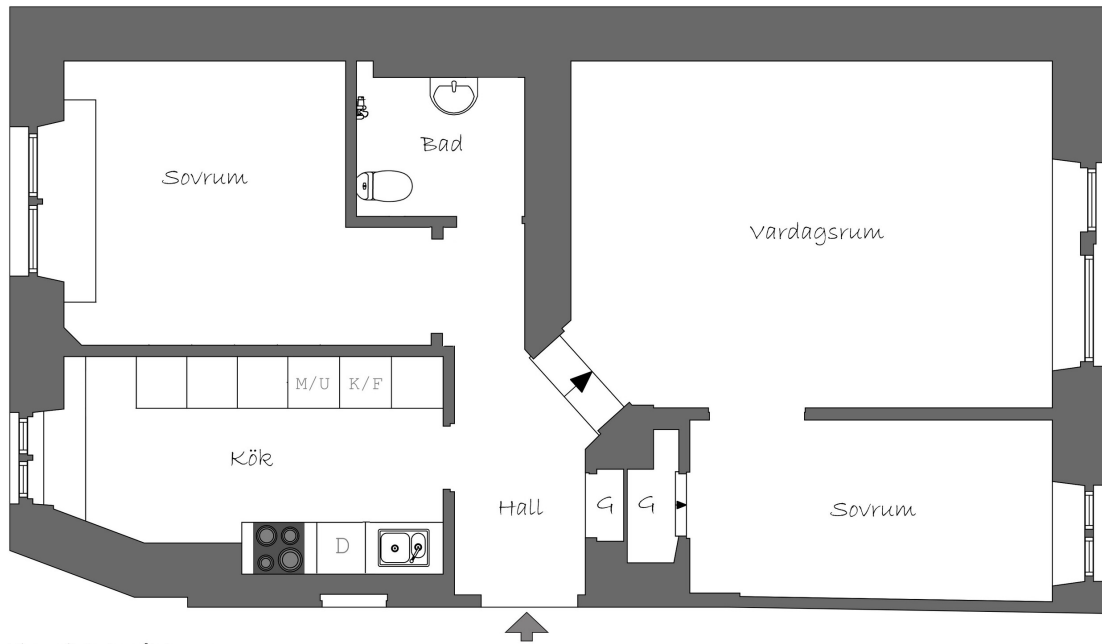 Bad
Sovrum
Vardagsrum
M/U K/F
Kök
Hall
G G
Sovrum
D